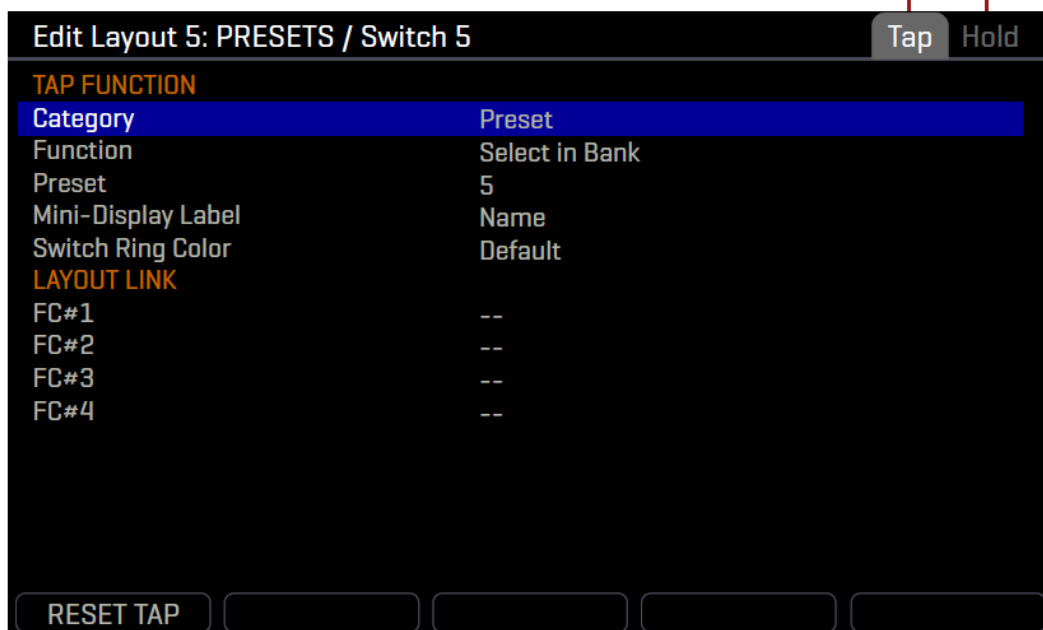 Edit Layout 5: PRESETS / Switch 5 Tap Hold
TAP FUNCTION
Category Preset
Function Select in Bank
Preset 5
Mini-Display Label Name
Switch Ring Color Default
LAYOUT LINK
FC#1 --
FC#2 --
FC#3 --
FC#4 --
RESET TAP